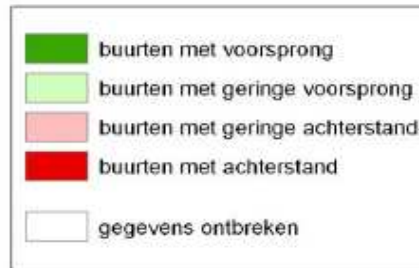 buurten met voorsprong
buurten met geringe voorsprong
buurten met geringe achterstand
buurten met achterstand
gegevens ontbreken